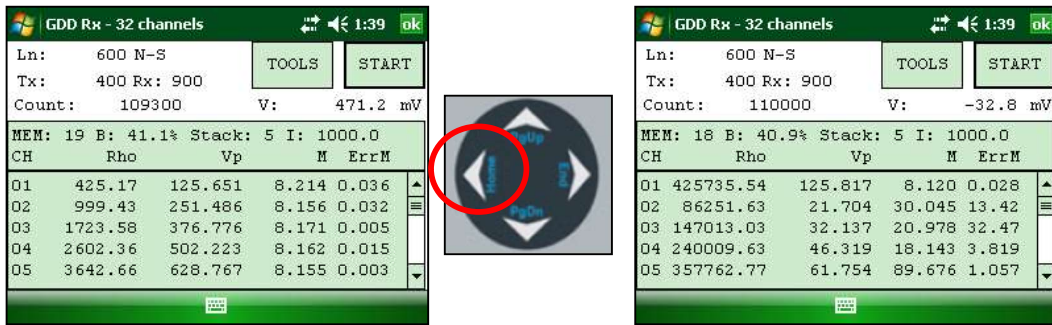 GDD Rx - 32 channels 1:39 ok
Ln: 600 N-S
TOOLS START
Tx: 400 Rx: 900
Count: 109300 V: 471.2 mV
MEM: 19 B: 41.1% Stack: 5 I: 1000.0
CH Rho Vp M ErrM
01 425.17 125.651 8.214 0.036
02 999.43 251.486 8.156 0.032
03 1723.58 376.776 8.171 0.005
04 2602.36 502.223 8.162 0.015
05 3642.66 628.767 8.155 0.003
PgUp
Home
End
PgDn
GDD Rx - 32 channels 1:39 ok
Ln: 600 N-S
TOOLS START
Tx: 400 Rx: 900
Count: 110000 V: -32.8 mV
MEM: 18 B: 40.9% Stack: 5 I: 1000.0
CH Rho Vp M ErrM
01 425735.54 125.817 8.120 0.028
02 86251.63 21.704 30.045 13.42
03 147013.03 32.137 20.978 32.47
04 240009.63 46.319 18.143 3.819
05 357762.77 61.754 89.676 1.057